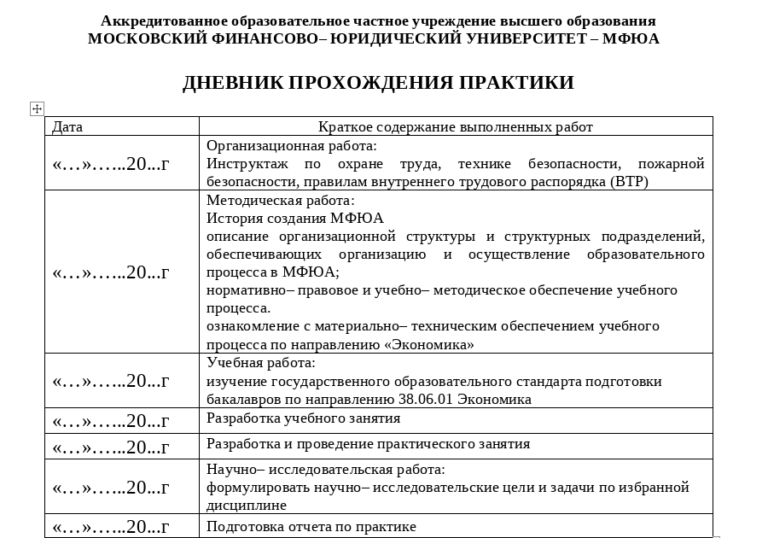 Аккредитованое образовательное частное учреждение высшего образования
МОСКОВСКИЙ ФИНАНСОВО– ЮРИДИЧЕСКИЙ УНИВЕРСИТЕТ – МФЮА
ДНЕВНИК ПРОХОЖДЕНИЯ ПРАКТИКИ
Дата
Краткое содержание выполненных работ
«…»…...20...г
Организационная работа:
Инструктаж по охране труда, технике безопасности, пожарной
безопасности, правилам внутреннего трудового распорядка (ВТР)
«…»…...20...г
Методическая работа:
История создания МФЮА
описание организационной структуры и структурных подразделений,
обеспечивающих организацию и осуществление образовательного
процесса в МФЮА;
нормативно– правовое и учебно– методическое обеспечение учебного
процесса.
ознакомление с материально– техническим обеспечением учебного
процесса по направлению «Экономика»
«…»…...20...г
Учебная работа:
изучение государственного образовательного стандарта подготовки
бакалавров по направлению 38.06.01 Экономика
«…»…...20...г
Разработка учебного занятия
«…»…...20...г
Разработка и проведение практического занятия
«…»…...20...г
Научно– исследовательская работа:
формулировать научно– исследовательские цели и задачи по избранной
дисциплине
«…»…...20...г
Подготовка отчета по практике